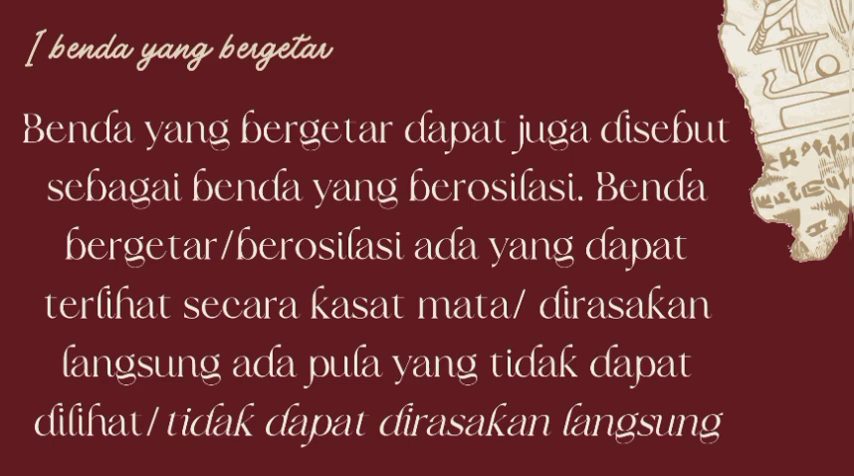 I benda yang bergetar
Benda yang bergetar dapat juga disebut
sebagai benda yang berosilasi. Benda
bergetar/berosilasi ada yang dapat
terlihat secara kasat mata/ dirasakan
langsung ada pula yang tidak dapat
dilihat/tidak dapat dirasakan langsung